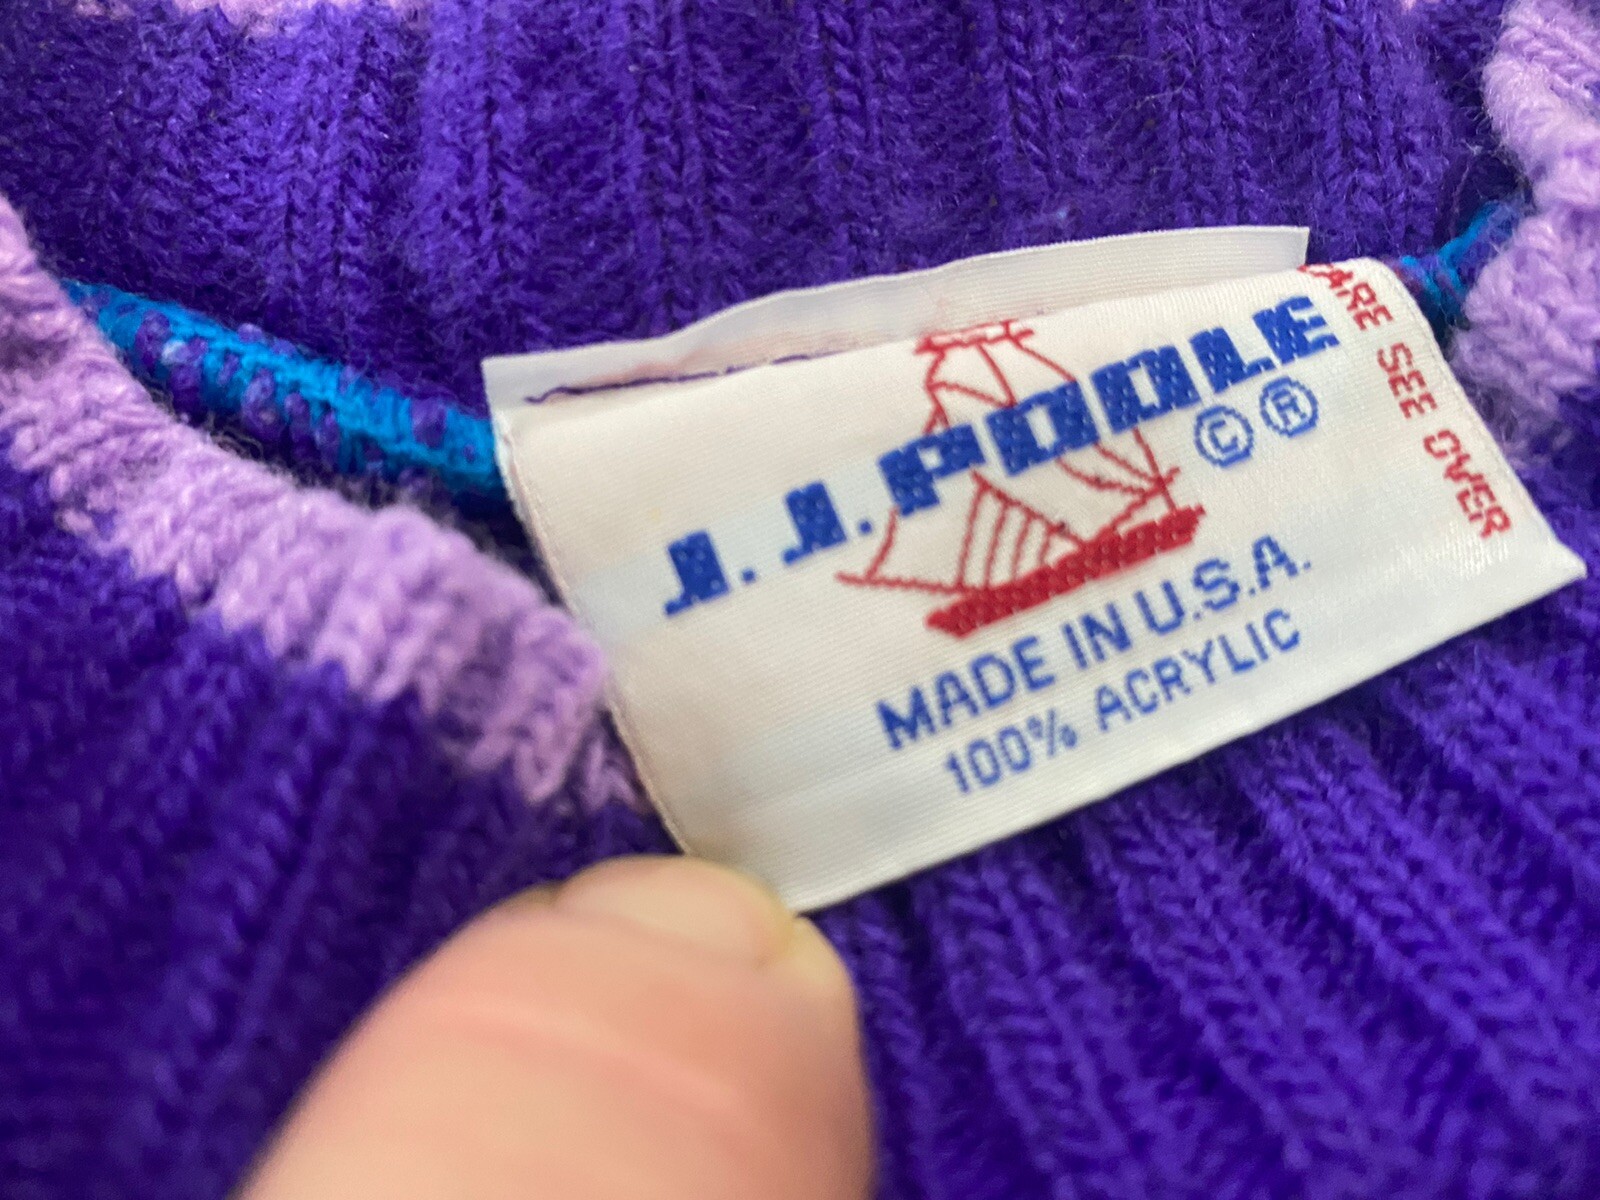 J.J.POOLE
© ®
MADE IN U.S.A.
100% ACRYLIC
CARE SEE OVER